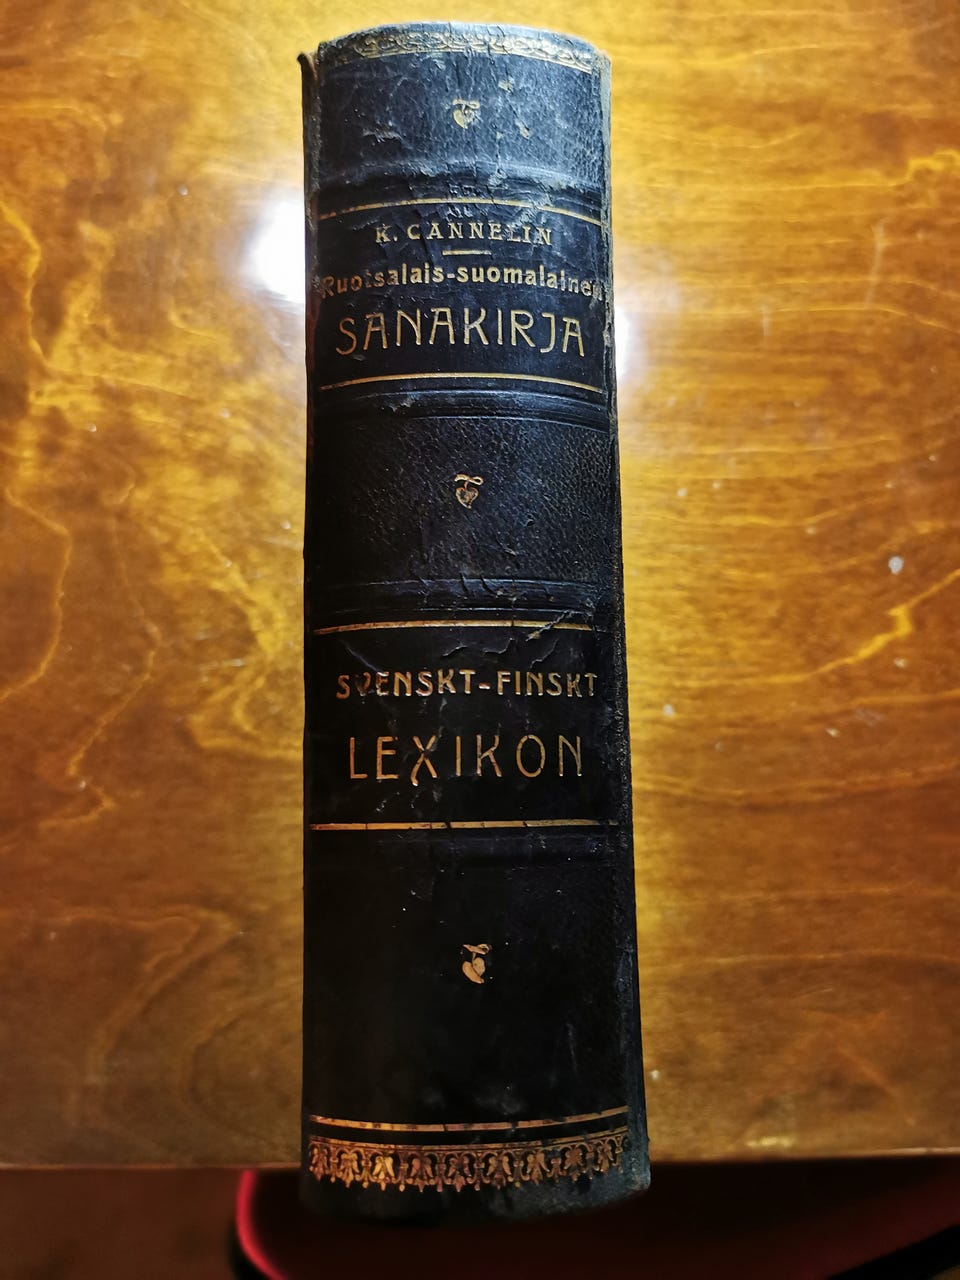 K. CANNELIN
Ruotsalais-suomalainen
SANAKIRJA
SVENSKT-FINSKT
LEXIKON